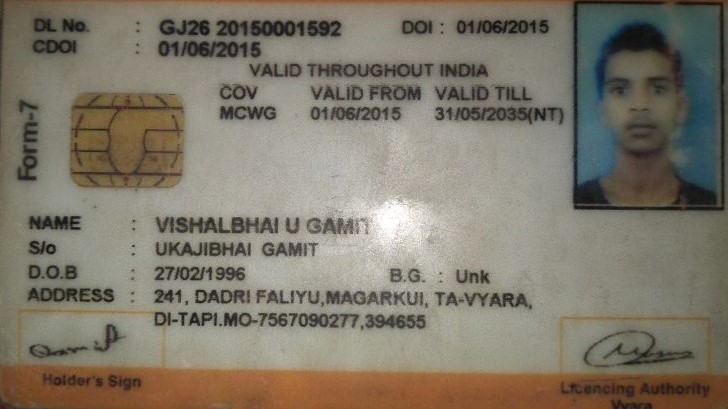 DL No. : GJ26 20150001592 DOI : 01/06/2015
CDOI : 01/06/2015
VALID THROUGHOUT INDIA
COV VALID FROM VALID TILL
MCWG 01/06/2015 31/05/2035(NT)
Form-7
NAME : VISHALBHAI U GAMIT
S/o : UKAJIBHAI GAMIT
D.O.B : 27/02/1996 B.G. : Unk
ADDRESS : 241, DADRI FALIYU,MAGARKUI, TA-VYARA,
DI-TAPI.MO-7567090277,394655
Holder's Sign
Licencing Authority
Vyara